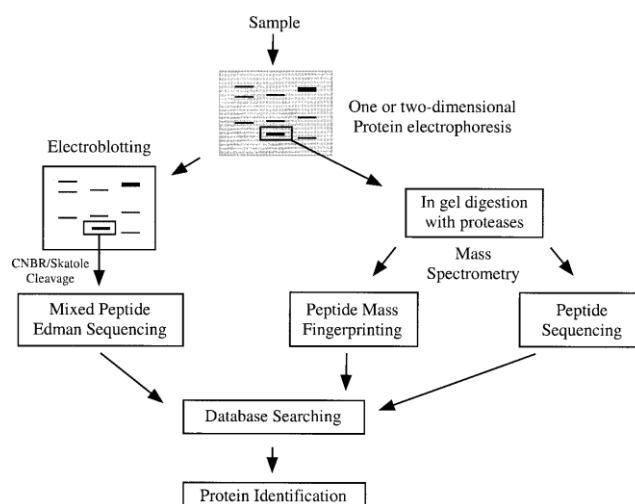 Sample
One or two-dimensional
Protein electrophoresis
Electroblotting
In gel digestion
with proteases
CNBR/Skatole
Cleavage
Mass
Spectrometry
Mixed Peptide
Edman Sequencing
Peptide Mass
Fingerprinting
Peptide
Sequencing
Database Searching
Protein Identification